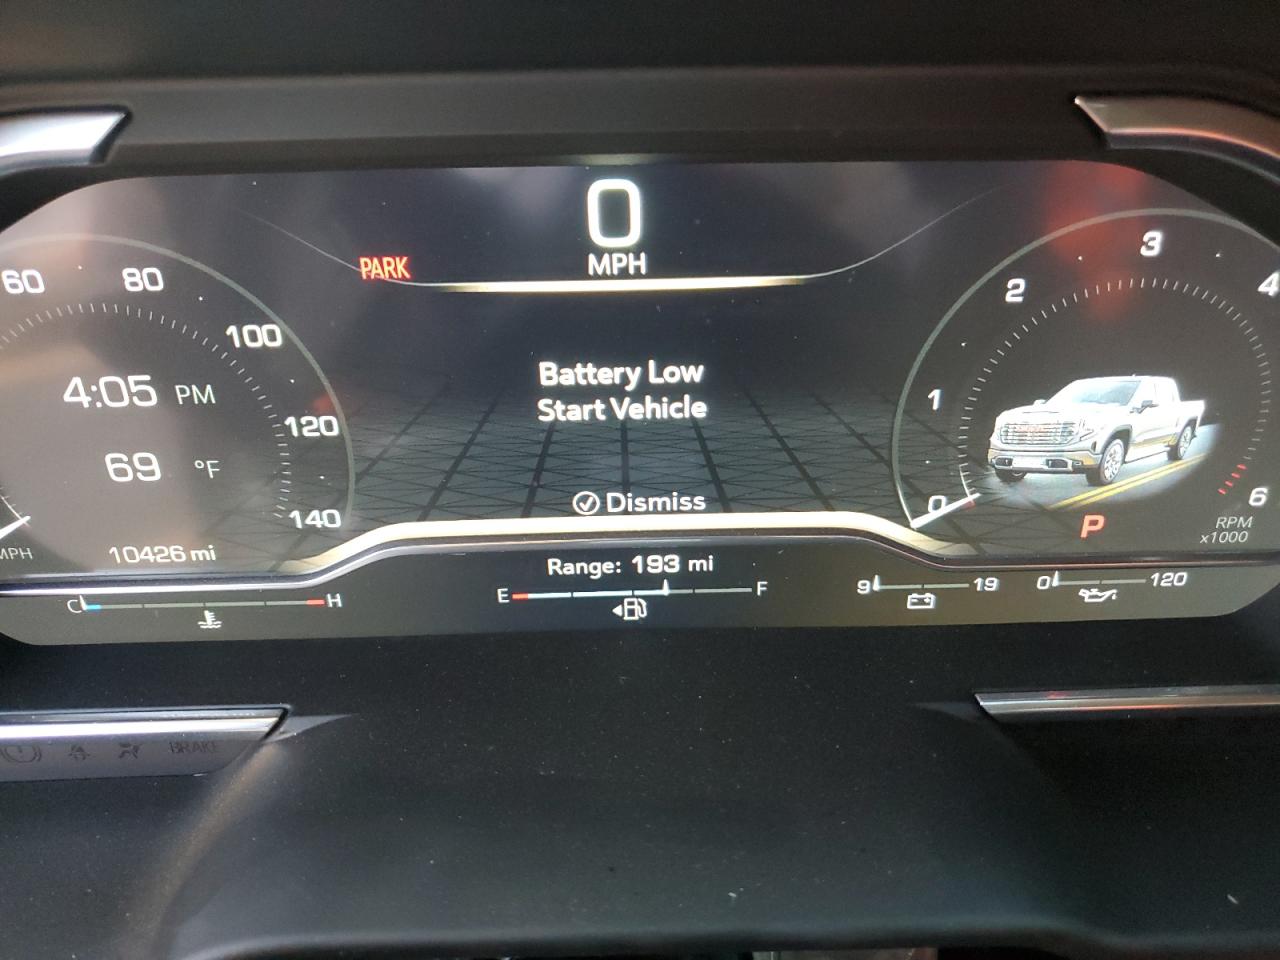 0
MPH
PARK
60
80
100
120
140
4:05 PM
69 °F
MPH
10426 mi
Battery Low
Start Vehicle
Dismiss
0
1
2
3
4
6
P
RPM
x1000
Range: 193 mi
C H
E F
9 19
0 120
BRAKE